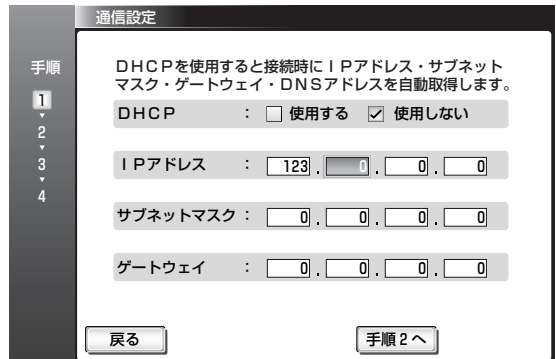 通信設定
手順
1
2
3
4
DHCPを使用すると接続時にIPアドレス・サブネット
マスク・ゲートウェイ・DNSアドレスを自動取得します。
DHCP : 使用する 使用しない
IPアドレス : 123 . 0 . 0 . 0
サブネットマスク : 0 . 0 . 0 . 0
ゲートウェイ : 0 . 0 . 0 . 0
戻る 手順2へ